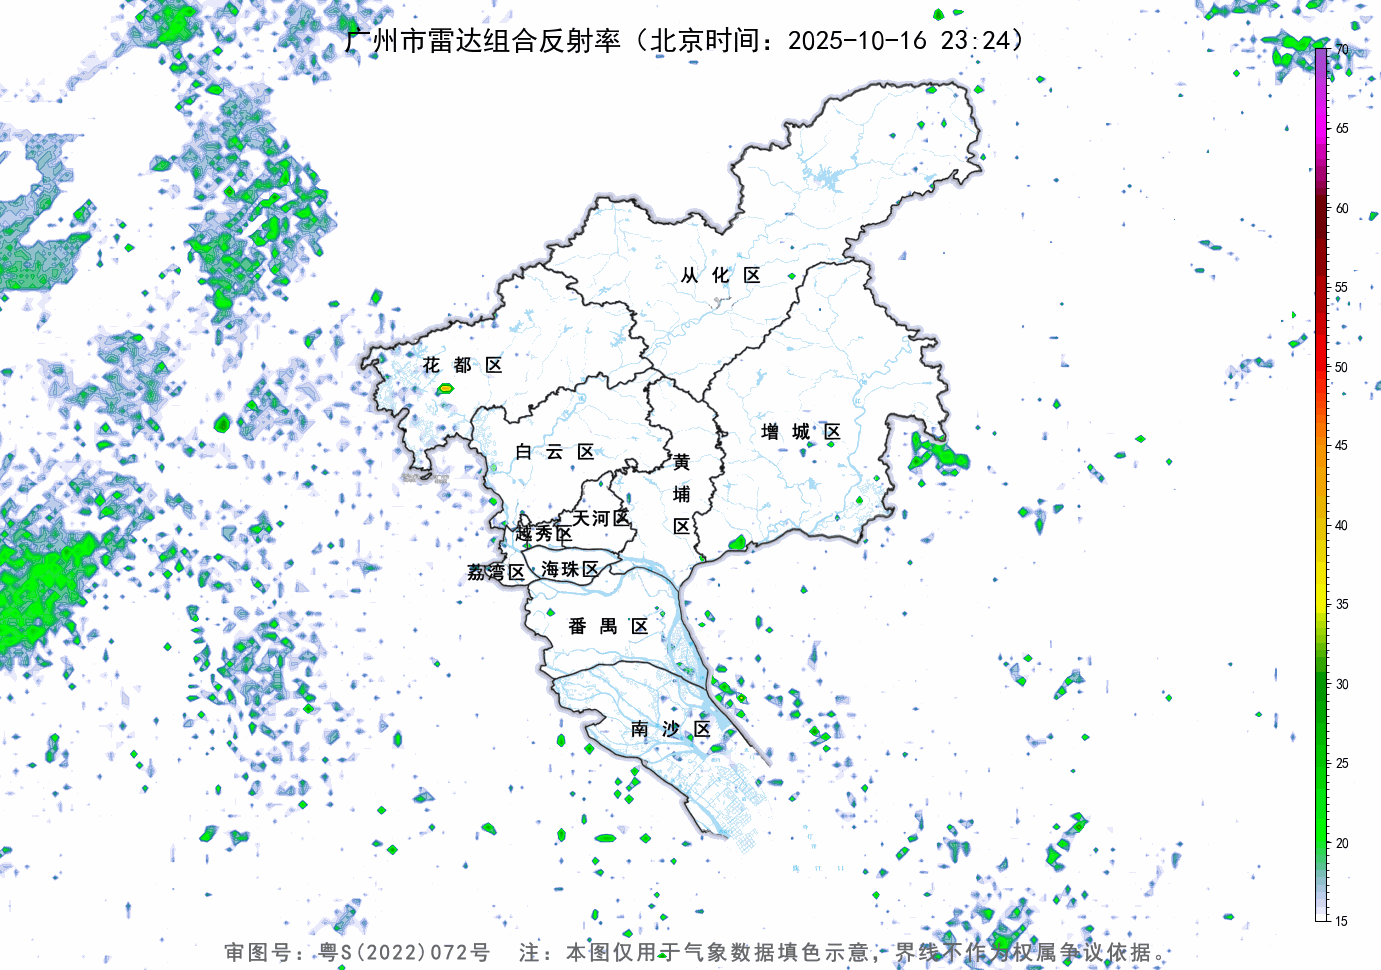 广州市雷达组合反射率（北京时间：2025-10-16 23:24）
70
65
60
55
50
45
40
35
30
25
20
15
从化区
花都区
增城区
白云区
黄埔区
天河区
越秀区
荔湾区
海珠区
番禺区
南沙区
审图号：粤S(2022)072号 注：本图仅用于气象数据填色示意，界线不作为权属争议依据。